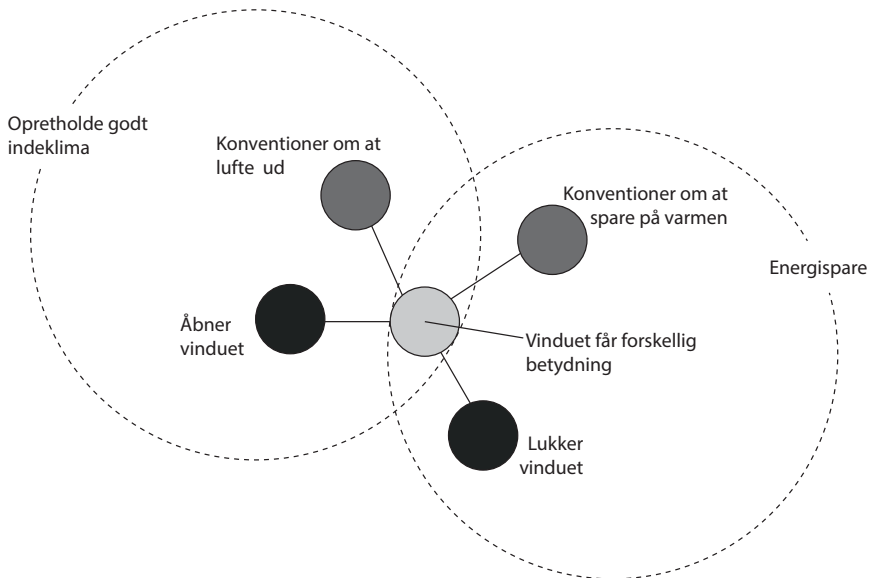 Opretholde godt
indeklima
Konventioner om at
lufte ud
Konventioner om at
spare på varmen
Energispare
Åbner
vinduet
Vinduet får forskellig
betydning
Lukker
vinduet